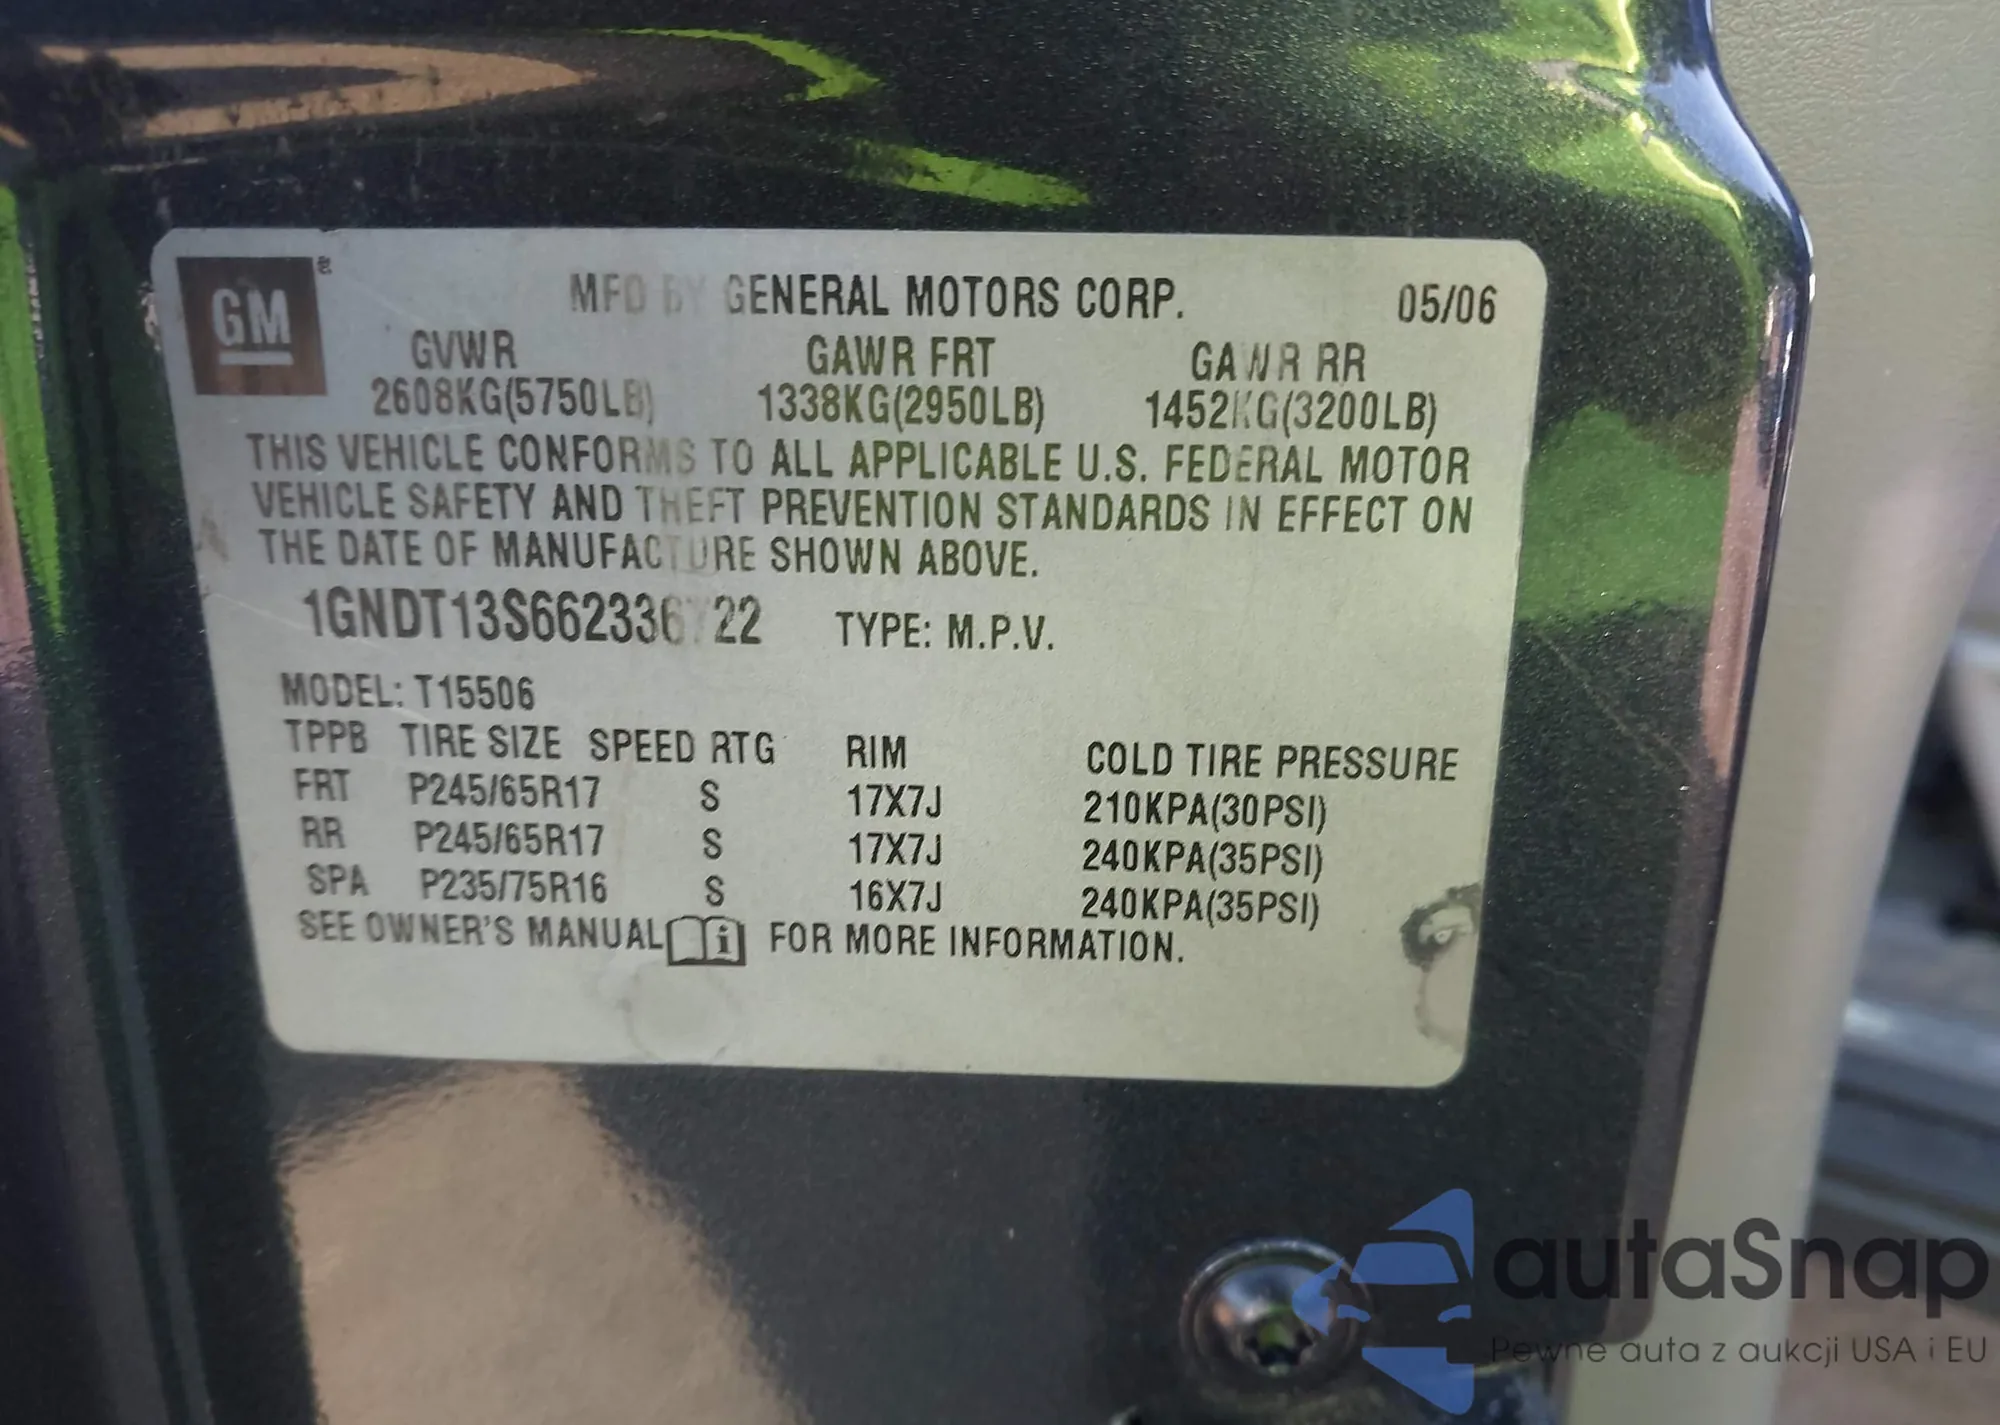 GM
MFD BY GENERAL MOTORS CORP. 05/06
GVWR GAWR FRT GAWR RR
2608KG(5750LB) 1338KG(2950LB) 1452KG(3200LB)
THIS VEHICLE CONFORMS TO ALL APPLICABLE U.S. FEDERAL MOTOR
VEHICLE SAFETY AND THEFT PREVENTION STANDARDS IN EFFECT ON
THE DATE OF MANUFACTURE SHOWN ABOVE.
1GNDT13S662336722 TYPE: M.P.V.
MODEL: T15506
TPPB TIRE SIZE SPEED RTG RIM COLD TIRE PRESSURE
FRT P245/65R17 S 17X7J 210KPA(30PSI)
RR P245/65R17 S 17X7J 240KPA(35PSI)
SPA P235/75R16 S 16X7J 240KPA(35PSI)
SEE OWNER'S MANUAL i FOR MORE INFORMATION.
autaSnap
Pewne auta z aukcji USA i EU